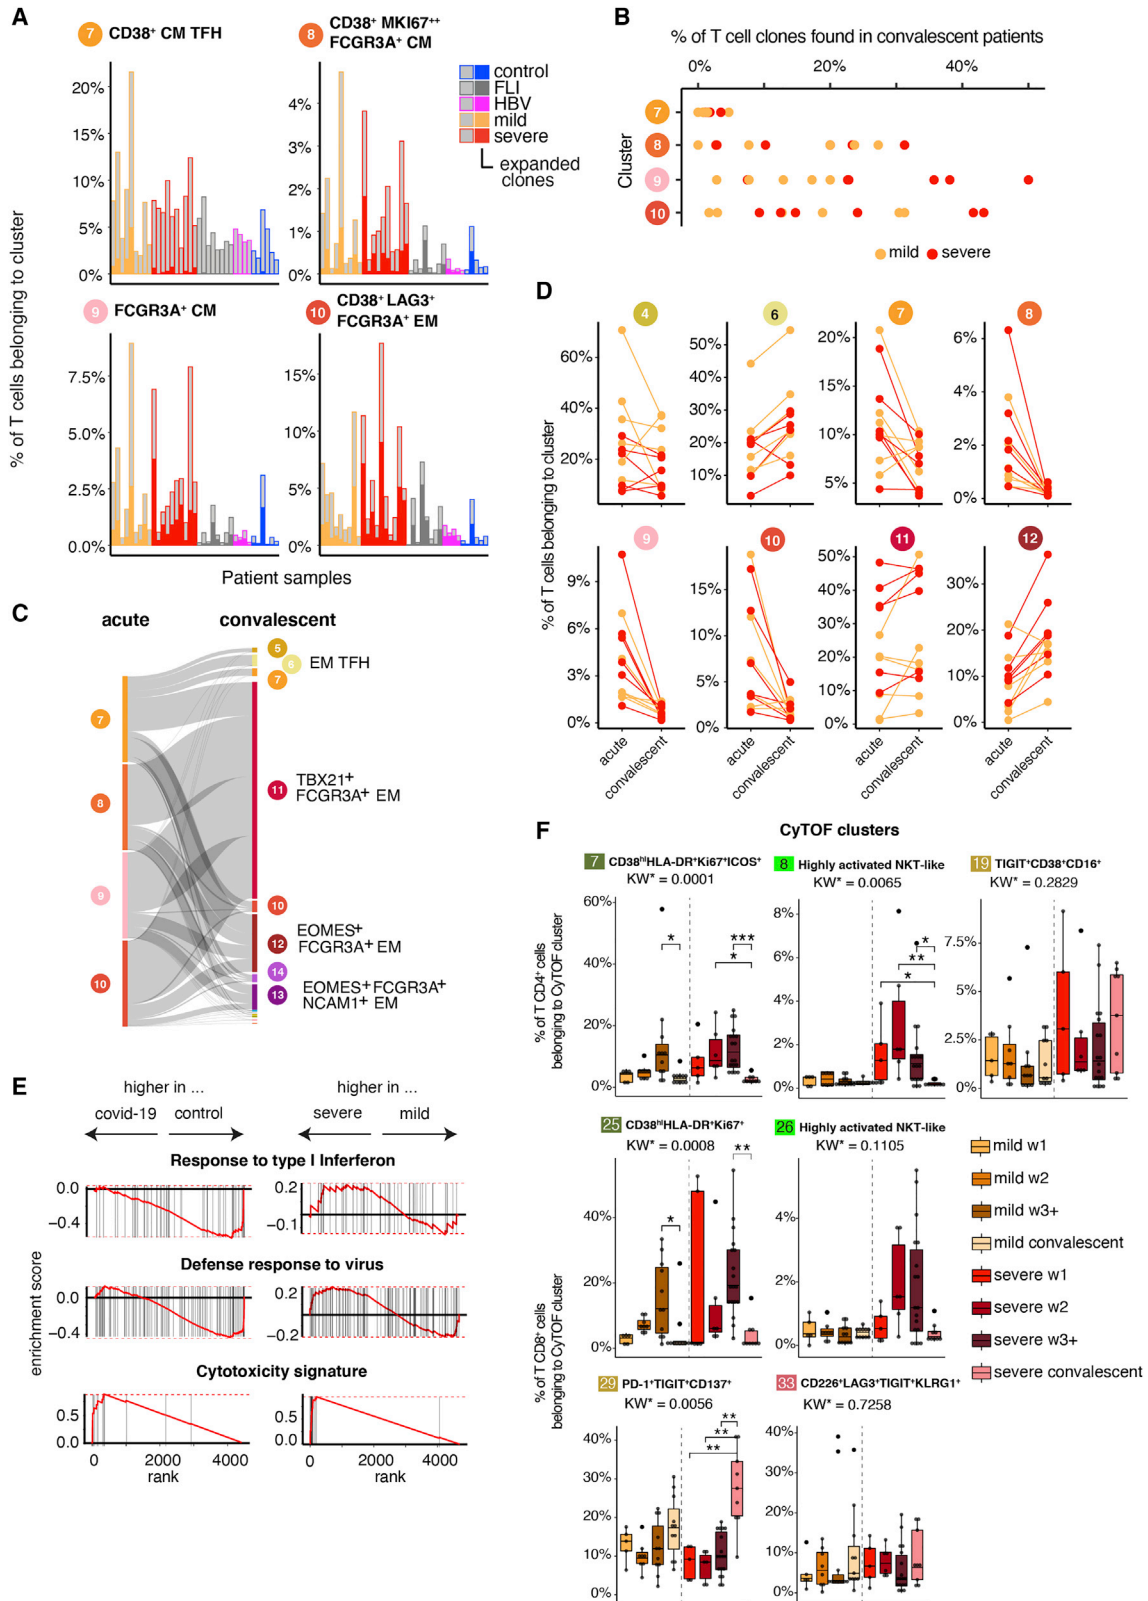 A
7 CD38+ CM TFH
8 CD38+ MKI67++
FCGR3A+ CM
control
FLI
HBV
mild
severe
expanded
clones
20%
15%
10%
5%
0%
4%
3%
2%
1%
0%
9 FCGR3A+ CM
10 CD38+ LAG3+
FCGR3A+ EM
7.5%
5.0%
2.5%
0.0%
15%
10%
5%
0%
% of T cells belonging to cluster
Patient samples
B
% of T cell clones found in convalescent patients
0% 20% 40%
Cluster
7
8
9
10
mild severe
C
acute convalescent
7
8
9
10
5
6 EM TFH
7
11 TBX21+
FCGR3A+ EM
10
12 EOMES+
FCGR3A+ EM
14
13 EOMES+FCGR3A+
NCAM1+ EM
D
% of T cells belonging to cluster
4
60%
40%
20%
6
50%
40%
30%
20%
10%
7
20%
15%
10%
5%
8
6%
4%
2%
0%
9
9%
6%
3%
0%
10
15%
10%
5%
0%
11
50%
40%
30%
20%
10%
0%
12
30%
20%
10%
0%
acute convalescent
acute convalescent
acute convalescent
acute convalescent
E
higher in ... higher in ...
covid-19 control severe mild
Response to type I Inferferon
0.0
−0.4
0.2
−0.1
Defense response to virus
0.0
−0.4
0.2
−0.2
Cytotoxicity signature
0.5
0.0
0.5
0.0
0 2000 4000
rank
0 2000 4000
rank
enrichment score
F
CyTOF clusters
7 CD38hiHLA-DR+Ki67+ICOS+
KW* = 0.0001
60%
40%
20%
0%
* *** *
8 Highly activated NKT-like
KW* = 0.0065
8%
6%
4%
2%
0%
* ** *
19 TIGIT+CD38+CD16+
KW* = 0.2829
7.5%
5%
2.5%
0%
% of T CD4+ cells
belonging to CyTOF cluster
25 CD38hiHLA-DR+Ki67+
KW* = 0.0008
40%
20%
0%
* **
26 Highly activated NKT-like
KW* = 0.1105
4%
2%
0%
29 PD-1+TIGIT+CD137+
KW* = 0.0056
40%
30%
20%
10%
0%
** ** **
33 CD226+LAG3+TIGIT+KLRG1+
KW* = 0.7258
40%
30%
20%
10%
0%
% of T CD8+ cells
belonging to CyTOF cluster
mild w1
mild w2
mild w3+
mild convalescent
severe w1
severe w2
severe w3+
severe convalescent